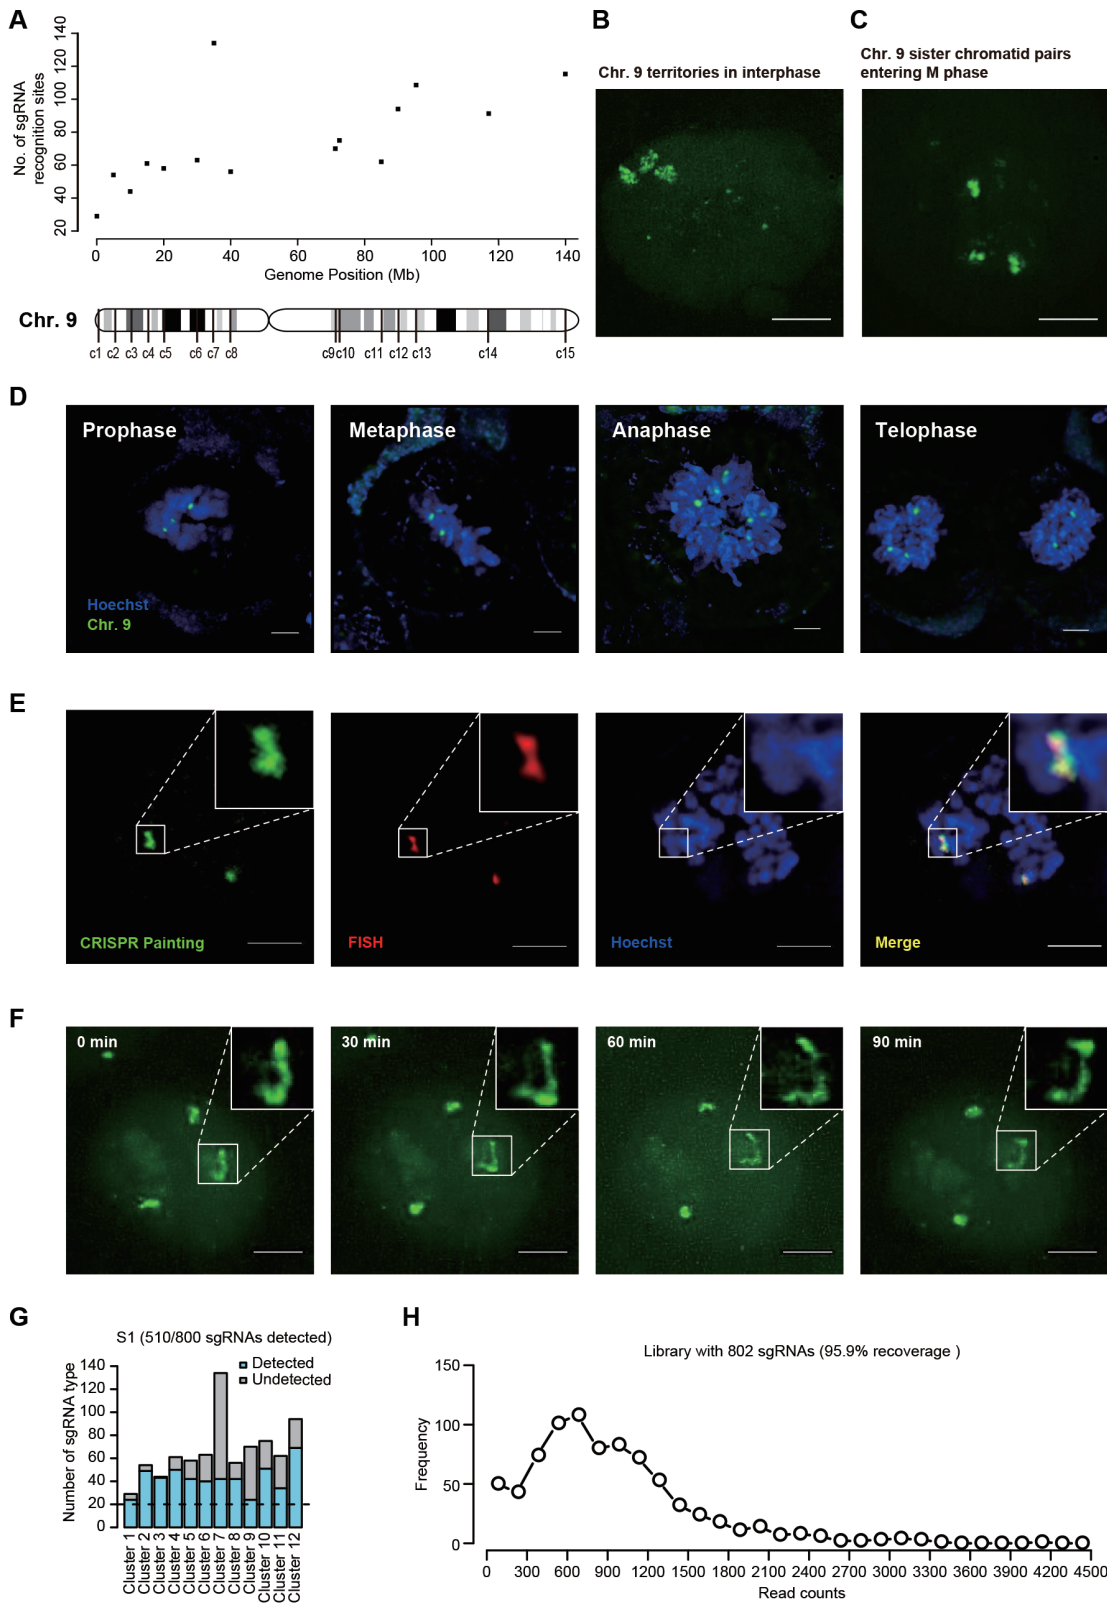 A
No. of sgRNA
recognition sites
20 40 60 80 100 120 140
0 20 40 60 80 100 120 140
Genome Position (Mb)
Chr. 9
c1 c2 c3 c4 c5 c6 c7 c8 c9 c10 c11 c12 c13 c14 c15
B
Chr. 9 territories in interphase
C
Chr. 9 sister chromatid pairs
entering M phase
D
Prophase
Hoechst
Chr. 9
Metaphase
Anaphase
Telophase
E
CRISPR Painting
FISH
Hoechst
Merge
F
0 min
30 min
60 min
90 min
G
S1 (510/800 sgRNAs detected)
Detected
Undetected
Number of sgRNA type
140
120
100
80
60
40
20
0
Cluster 1
Cluster 2
Cluster 3
Cluster 4
Cluster 5
Cluster 6
Cluster 7
Cluster 8
Cluster 9
Cluster 10
Cluster 11
Cluster 12
H
Library with 802 sgRNAs (95.9% recoverage )
Frequency
150
100
50
0
0 300 600 900 1200 1500 1800 2100 2400 2700 3000 3300 3600 3900 4200 4500
Read counts